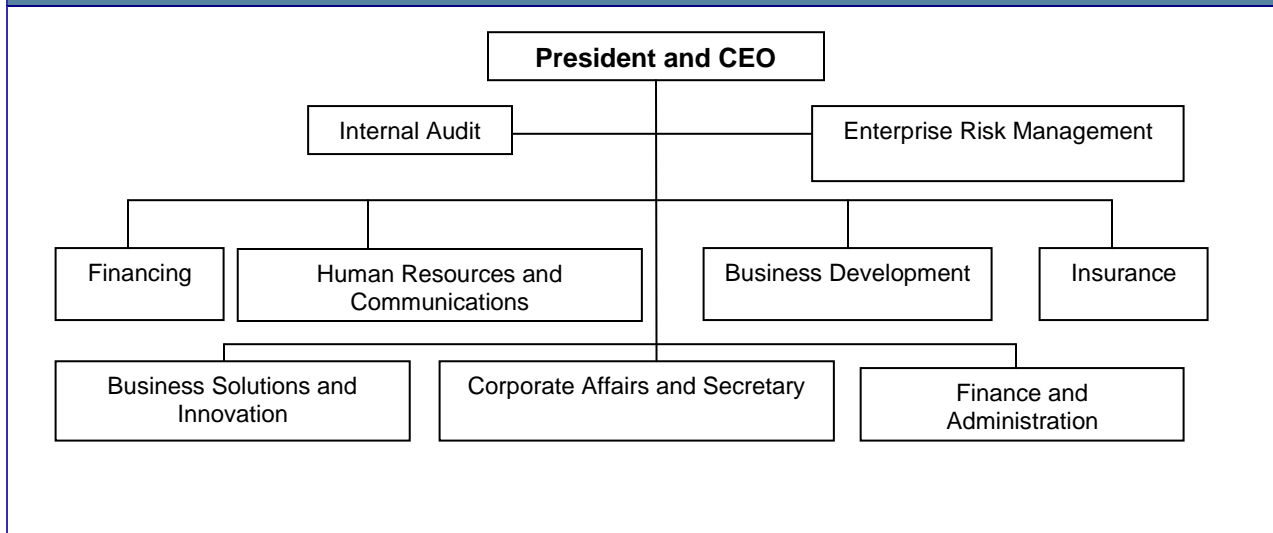 President and CEO
Internal Audit
Enterprise Risk Management
Financing
Human Resources and
Communications
Business Development
Insurance
Business Solutions and
Innovation
Corporate Affairs and Secretary
Finance and
Administration